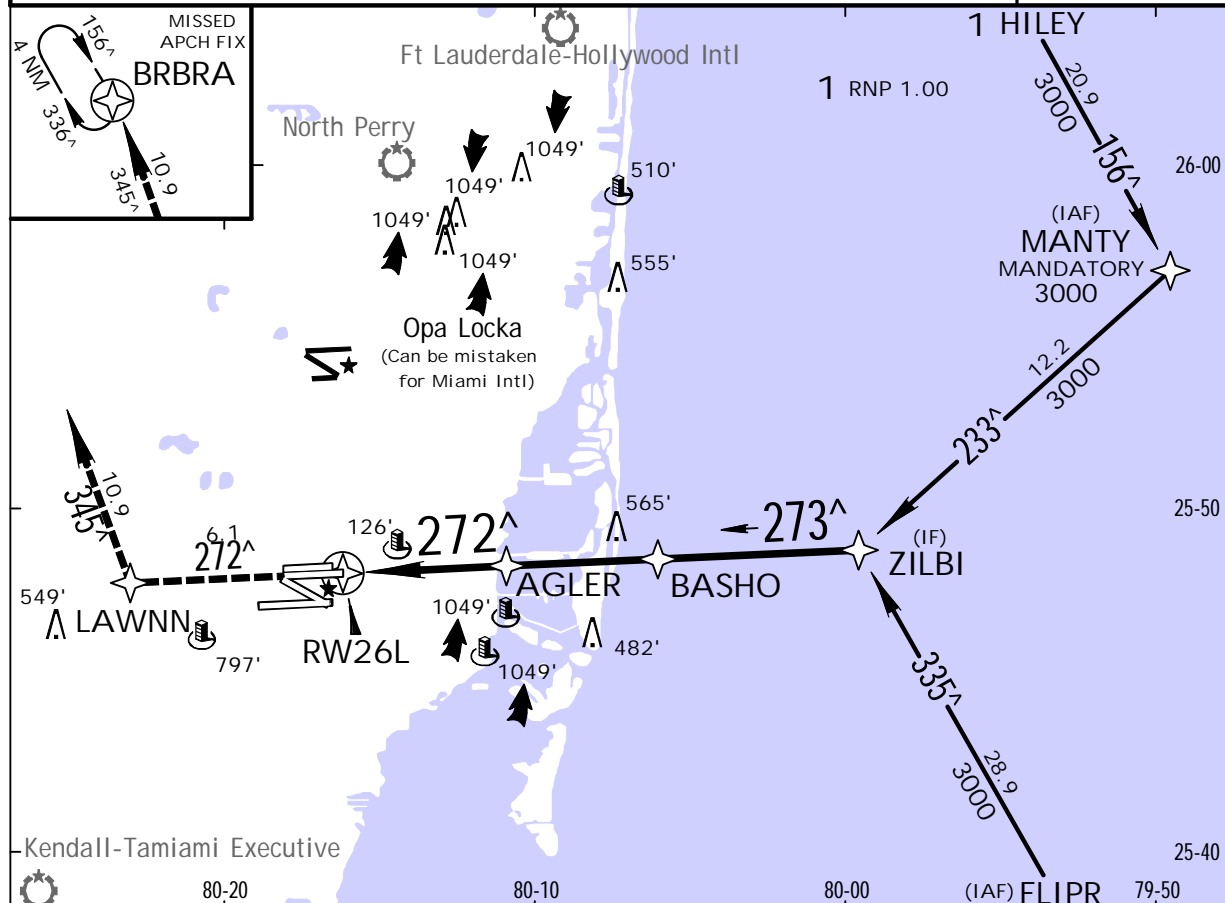 MISSED
APCH FIX
BRBRA
156^
4 NM
336^
10.9
345^
Ft Lauderdale-Hollywood Intl
North Perry
1049'
1049'
1049'
1049'
510'
555'
Opa Locka
(Can be mistaken
for Miami Intl)
1 RNP 1.00
1 HILEY
20.9
3000
156^
26-00
(IAF)
MANTY
MANDATORY
3000
12.2
3000
233^
10.9
345^
6.1
272^
126'
272^
565'
273^
25-50
(IF)
ZILBI
AGLER
BASHO
549'
LAWNN
797'
RW26L
1049'
1049'
482'
335^
28.9
3000
Kendall-Tamiami Executive
25-40
80-20
80-10
80-00
(IAF) FLIPR
79-50